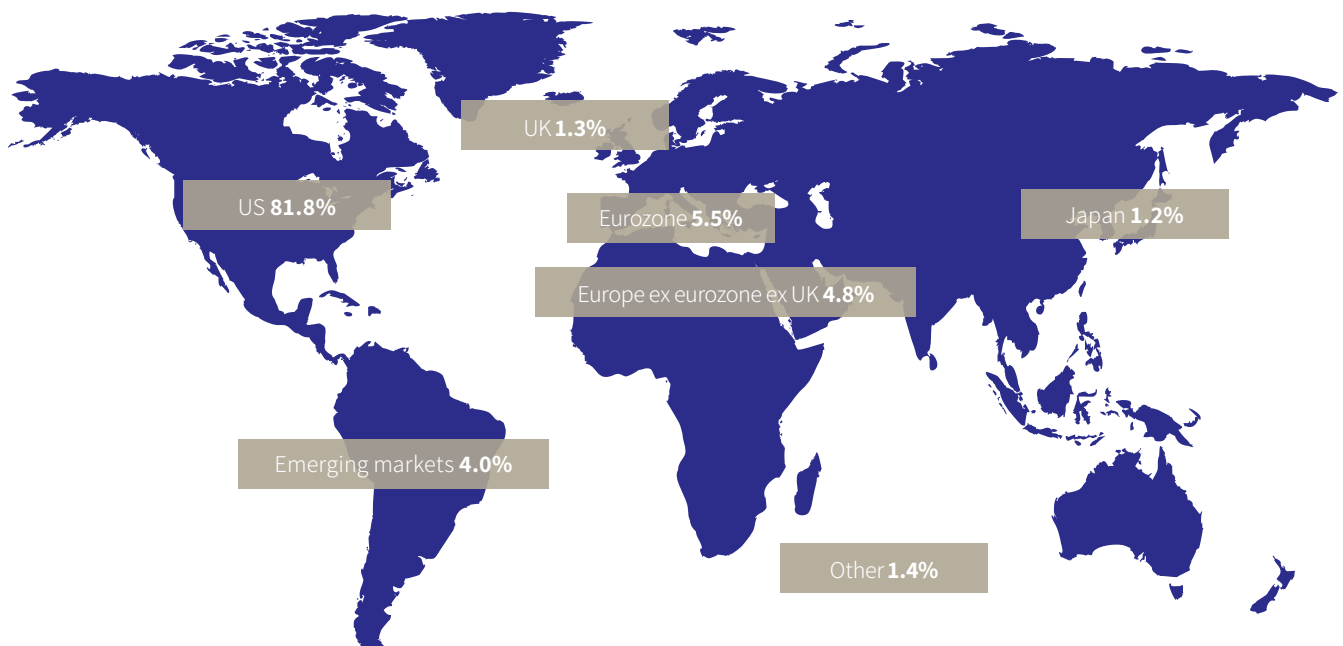 UK 1.3%
US 81.8%
Eurozone 5.5%
Japan 1.2%
Europe ex eurozone ex UK 4.8%
Emerging markets 4.0%
Other 1.4%